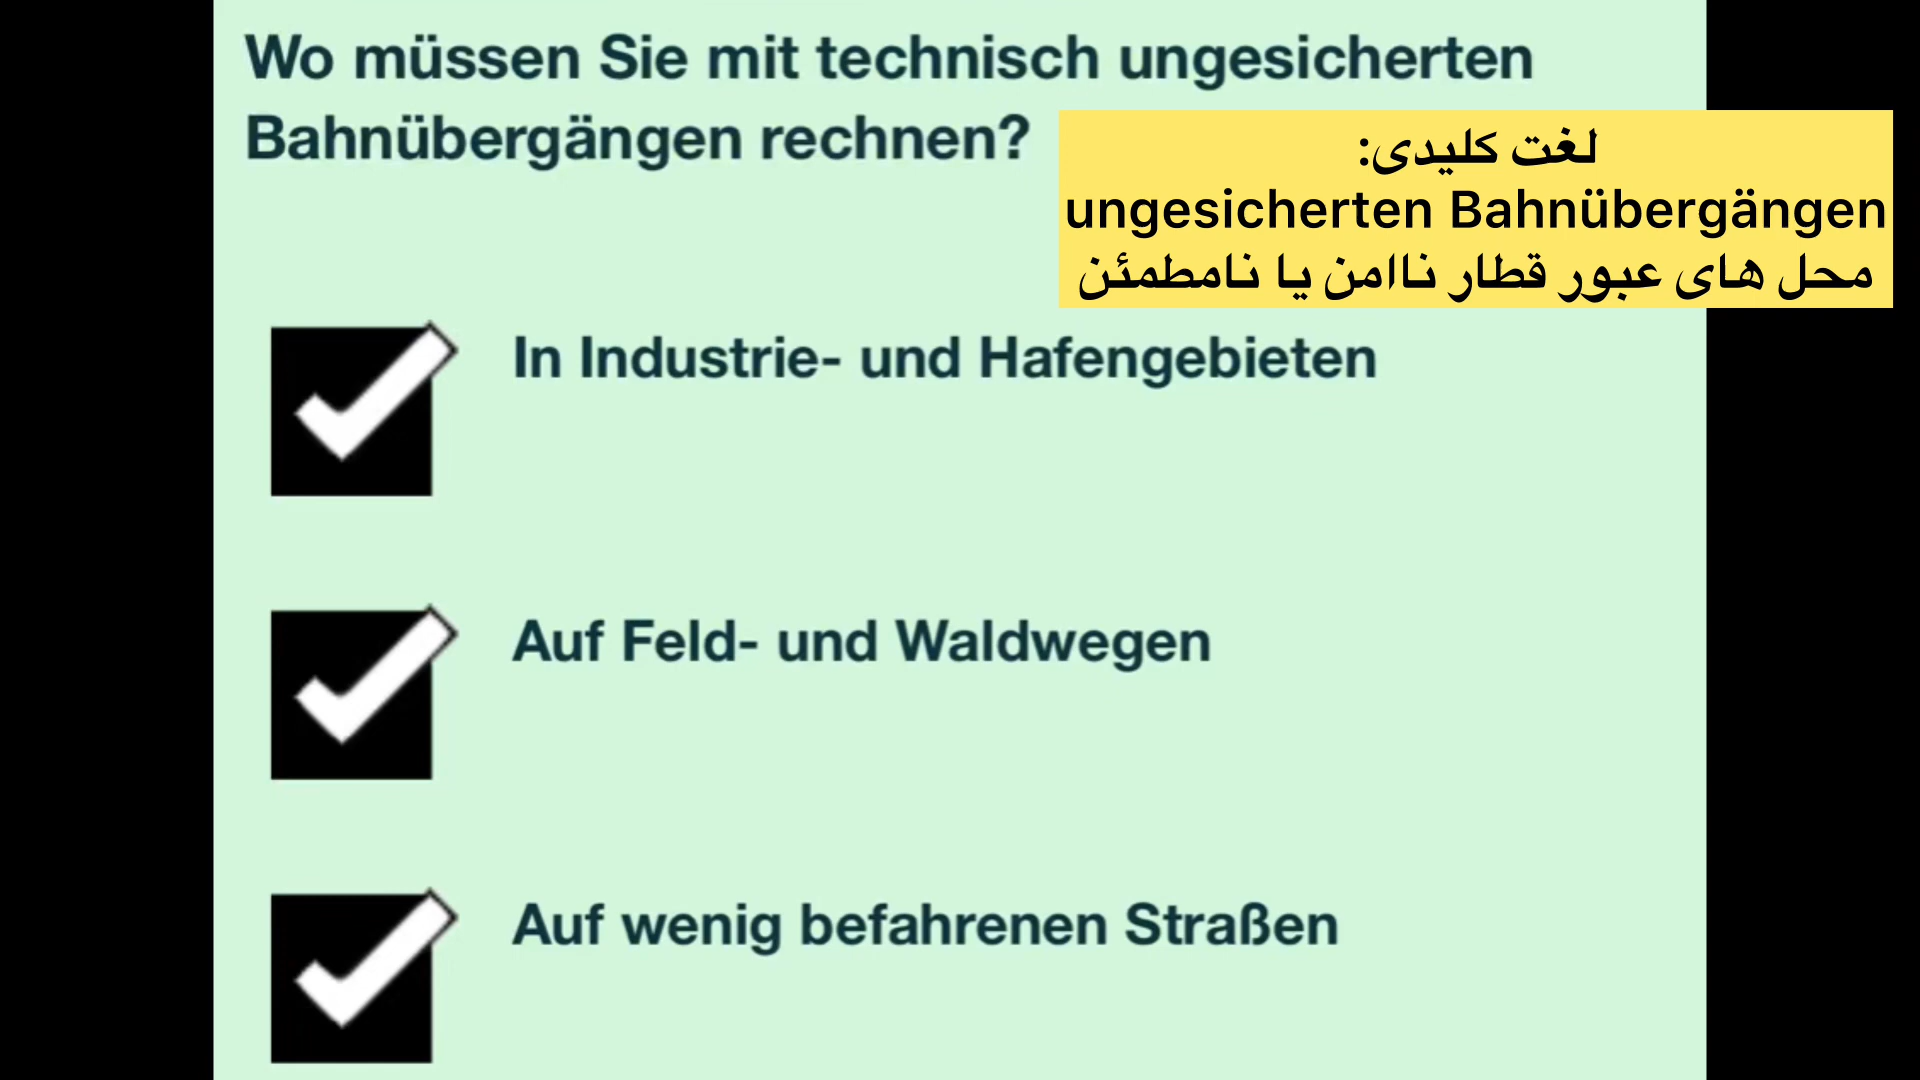 Wo müssen Sie mit technisch ungesicherten
Bahnübergängen rechnen?
لغت کلیدی:
ungesicherten Bahnübergängen
محل های عبور قطار ناامن یا نامطمئن
In Industrie- und Hafengebieten
Auf Feld- und Waldwegen
Auf wenig befahrenen Straßen